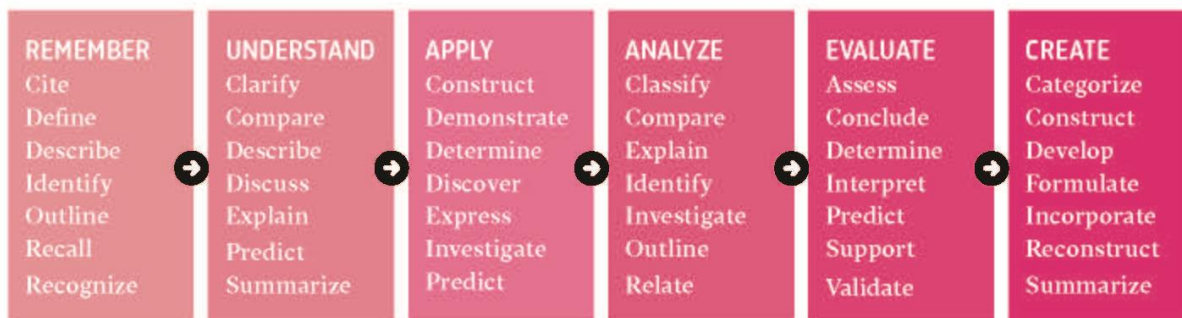 REMEMBER
Cite
Define
Describe
Identify
Outline
Recall
Recognize
UNDERSTAND
Clarify
Compare
Describe
Discuss
Explain
Predict
Summarize
APPLY
Construct
Demonstrate
Determine
Discover
Express
Investigate
Predict
ANALYZE
Classify
Compare
Explain
Identify
Investigate
Outline
Relate
EVALUATE
Assess
Conclude
Determine
Interpret
Predict
Support
Validate
CREATE
Categorize
Construct
Develop
Formulate
Incorporate
Reconstruct
Summarize